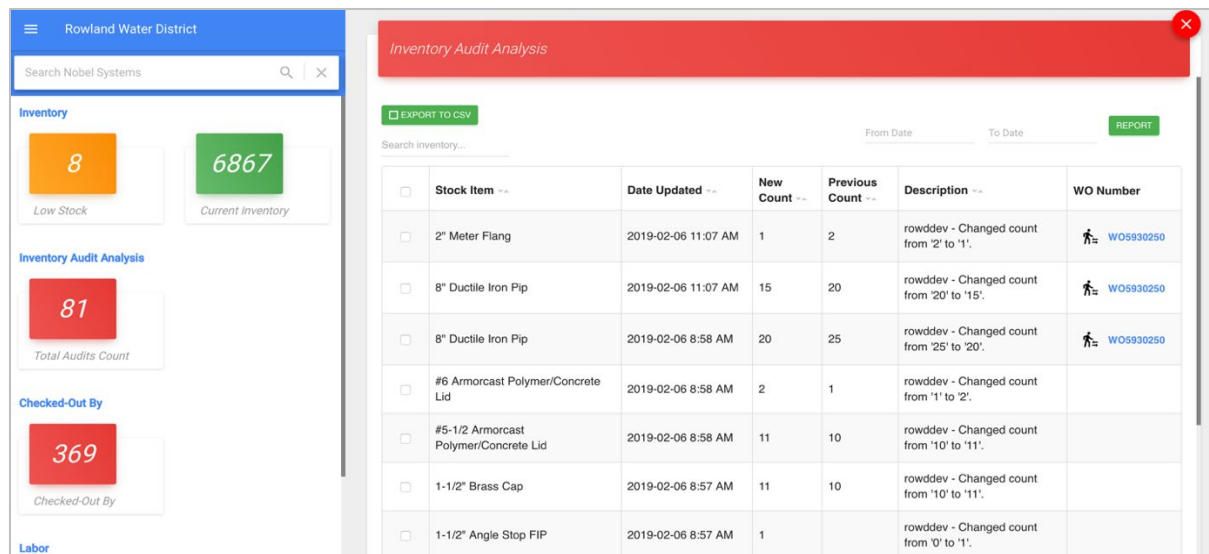 Rowland Water District
Search Nobel Systems
Inventory
8
Low Stock
6867
Current Inventory
Inventory Audit Analysis
81
Total Audits Count
Checked-Out By
369
Checked-Out By
Labor
Inventory Audit Analysis
EXPORT TO CSV
Search inventory...
From Date
To Date
REPORT
Stock Item
Date Updated
New
Count
Previous
Count
Description
WO Number
2" Meter Flang
2019-02-06 11:07 AM
1
2
rowddev - Changed count
from '2' to '1'.
WO5930250
8" Ductile Iron Pip
2019-02-06 11:07 AM
15
20
rowddev - Changed count
from '20' to '15'.
WO5930250
8" Ductile Iron Pip
2019-02-06 8:58 AM
20
25
rowddev - Changed count
from '25' to '20'.
WO5930250
#6 Armorcast Polymer/Concrete
Lid
2019-02-06 8:58 AM
2
1
rowddev - Changed count
from '1' to '2'.
#5-1/2 Armorcast
Polymer/Concrete Lid
2019-02-06 8:58 AM
11
10
rowddev - Changed count
from '10' to '11'.
1-1/2" Brass Cap
2019-02-06 8:57 AM
11
10
rowddev - Changed count
from '10' to '11'.
1-1/2" Angle Stop FIP
2019-02-06 8:57 AM
1
rowddev - Changed count
from '0' to '1'.